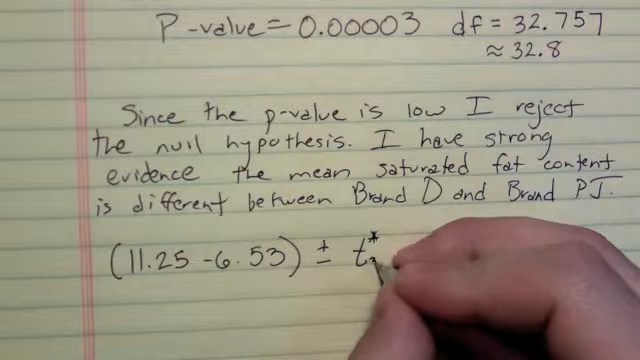 P-value = 0.00003 df = 32.757
≈ 32.8
Since the p-value is low I reject
the null hypothesis. I have strong
evidence the mean saturated fat content
is different between Brand D and Brand PJ.
(11.25 - 6.53) ± t*